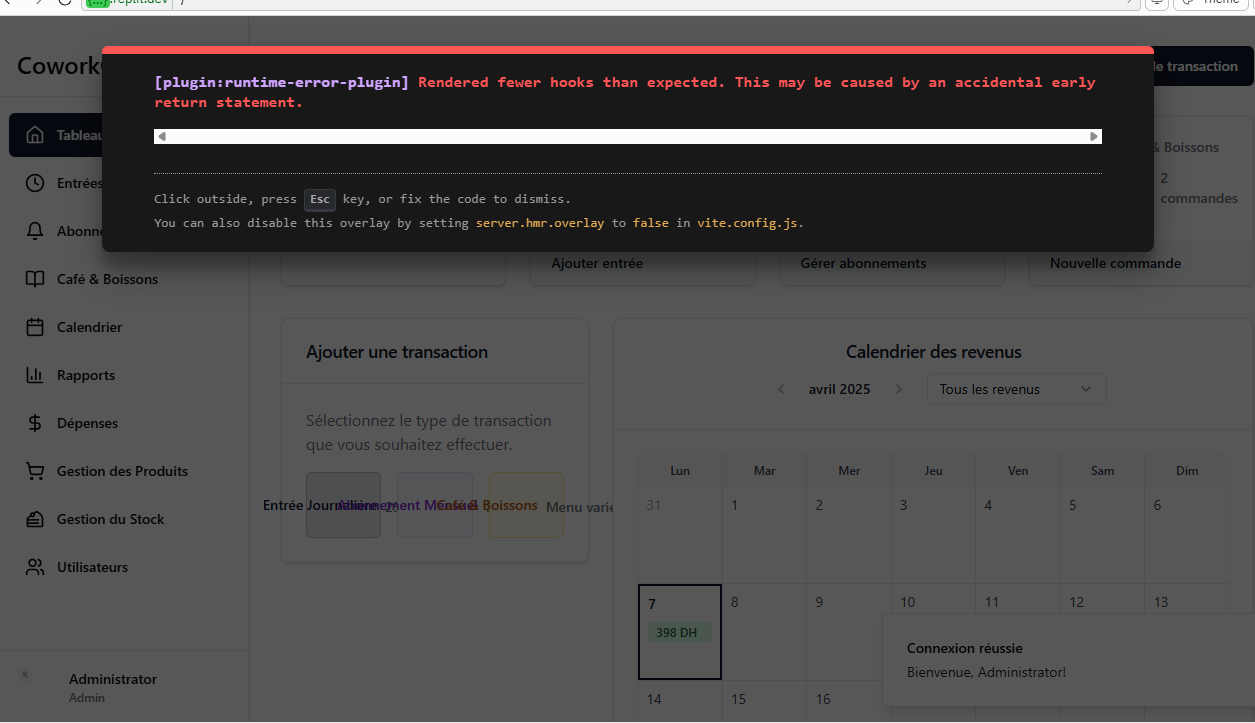 .replit.dev /
Theme
Cowork
[plugin:runtime-error-plugin] Rendered fewer hooks than expected. This may be caused by an accidental early
return statement.
Click outside, press Esc key, or fix the code to dismiss.
You can also disable this overlay by setting server.hmr.overlay to false in vite.config.js.
transaction
& Boissons
2
commandes
Tableau
Entrées
Abonne
Café & Boissons
Calendrier
Rapports
Dépenses
Gestion des Produits
Gestion du Stock
Utilisateurs
Administrator
Admin
Ajouter entrée
Gérer abonnements
Nouvelle commande
Ajouter une transaction
Sélectionnez le type de transaction
que vous souhaitez effectuer.
Entrée Journalière
Abonnement Mensuel
Café & Boissons
Menu varié
Calendrier des revenus
avril 2025
Tous les revenus
Lun Mar Mer Jeu Ven Sam Dim
31 1 2 3 4 5 6
7 8 9 10 11 12 13
398 DH
14 15 16
Connexion réussie
Bienvenue, Administrator!